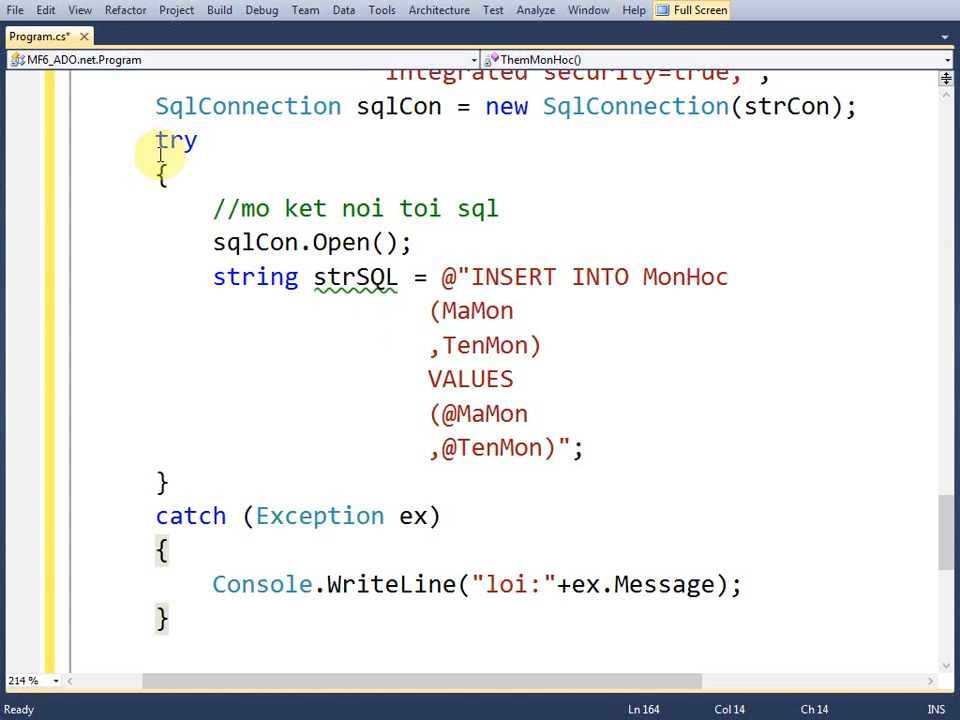 File Edit View Refactor Project Build Debug Team Data Tools Architecture Test Analyze Window Help Full Screen
Program.cs*
MF6_ADO.net.Program ThemMonHoc()
integrated security=true;";
SqlConnection sqlCon = new SqlConnection(strCon);
try
{
//mo ket noi toi sql
sqlCon.Open();
string strSQL = @"INSERT INTO MonHoc
(MaMon
,TenMon)
VALUES
(@MaMon
,@TenMon)";
}
catch (Exception ex)
{
Console.WriteLine("loi:"+ex.Message);
}
214 %
Ready Ln 164 Col 14 Ch 14 INS